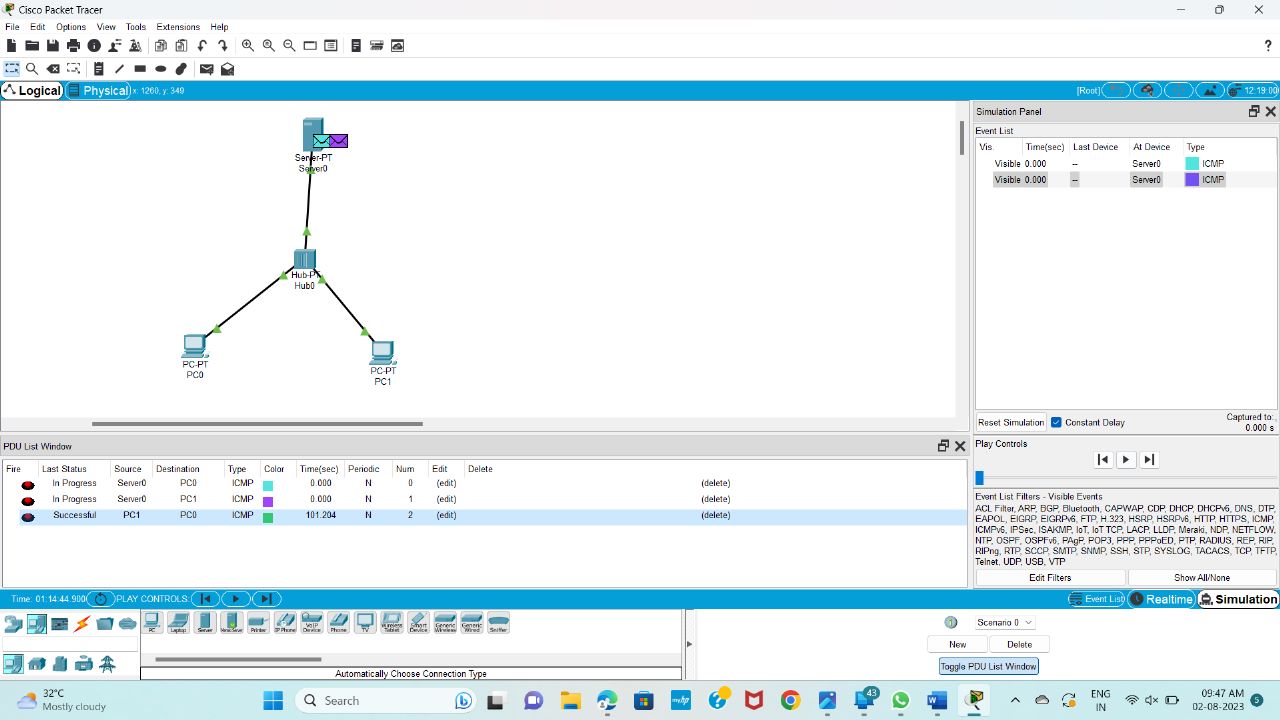 Cisco Packet Tracer
File Edit Options View Tools Extensions Help
?
Logical Physical x: 1260, y: 349 [Root] 12:19:00
Server-PT
Server0
Hub-PT
Hub0
PC-PT
PC0
PC-PT
PC1
Simulation Panel
Event List
Vis. Time(sec) Last Device At Device Type
Visible 0.000 -- Server0 ICMP
Visible 0.000 -- Server0 ICMP
Reset Simulation Constant Delay Captured to:
0.000 s
Play Controls
Event List Filters - Visible Events
ACL Filter, ARP, BGP, Bluetooth, CAPWAP, CDP, DHCP, DHCPv6, DNS, DTP,
EAPOL, EIGRP, EIGRPv6, FTP, H.323, HSRP, HSRPv6, HTTP, HTTPS, ICMP,
ICMPv6, IPSec, ISAKMP, IoT, IoT TCP, LACP, LLDP, Meraki, NDP, NETFLOW,
NTP, OSPF, OSPFv6, PAgP, POP3, PPP, PPPoED, PTP, RADIUS, REP, RIP,
RIPng, RTP, SCCP, SMTP, SNMP, SSH, STP, SYSLOG, TACACS, TCP, TFTP,
Telnet, UDP, USB, VTP
Edit Filters Show All/None
PDU List Window
Fire Last Status Source Destination Type Color Time(sec) Periodic Num Edit Delete
In Progress Server0 PC0 ICMP 0.000 N 0 (edit) (delete)
In Progress Server0 PC1 ICMP 0.000 N 1 (edit) (delete)
Successful PC1 PC0 ICMP 101.204 N 2 (edit) (delete)
Time: 01:14:44.900 PLAY CONTROLS: Event List Realtime Simulation
PC Laptop Server Printer IP Phone VoIP Device Phone TV Wireless Tablet Smart Device Generic Wireless Generic Wired Sniffer
Automatically Choose Connection Type
Scenario 0
New Delete
Toggle PDU List Window
32°C
Mostly cloudy
Search
43
ENG
IN
09:47 AM
02-08-2023
5